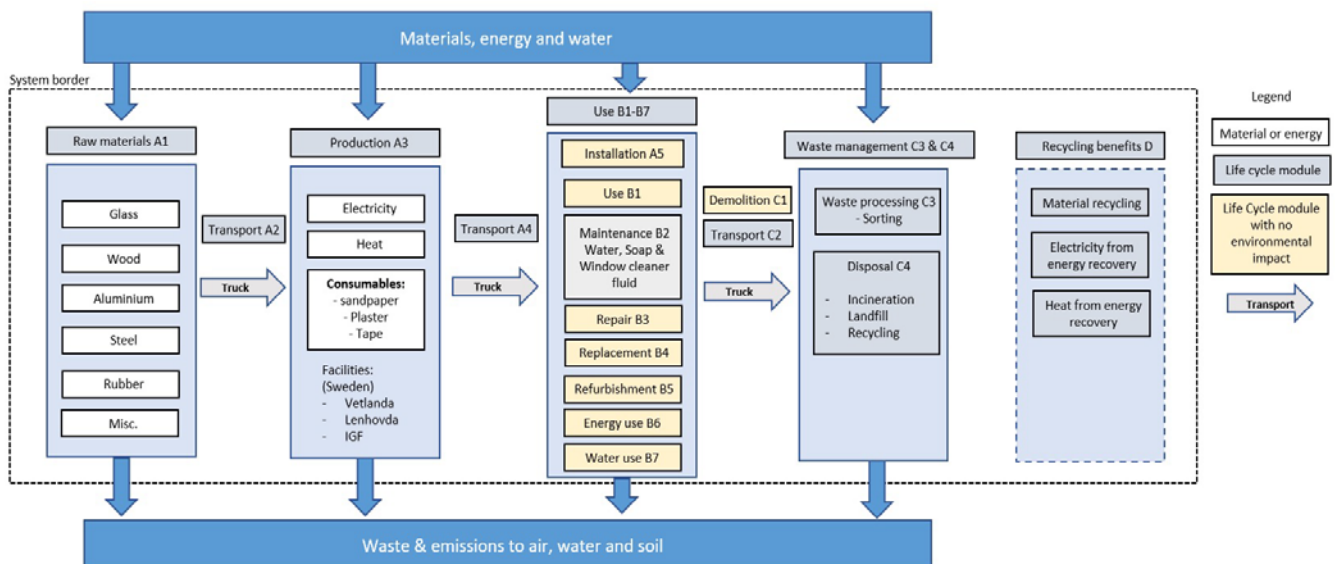 Materials, energy and water
System border
Raw materials A1
Glass
Wood
Aluminium
Steel
Rubber
Misc.
Transport A2
Truck
Production A3
Electricity
Heat
Consumables:
- sandpaper
- Plaster
- Tape
Facilities:
(Sweden)
- Vetlanda
- Lenhovda
- IGF
Transport A4
Truck
Use B1-B7
Installation A5
Use B1
Maintenance B2
Water, Soap &
Window cleaner
fluid
Repair B3
Replacement B4
Refurbishment B5
Energy use B6
Water use B7
Demolition C1
Transport C2
Truck
Waste management C3 & C4
Waste processing C3
- Sorting
Disposal C4
- Incineration
- Landfill
- Recycling
Recycling benefits D
Material recycling
Electricity from
energy recovery
Heat from energy
recovery
Legend
Material or energy
Life cycle module
Life Cycle module
with no
environmental
impact
Transport
Waste & emissions to air, water and soil